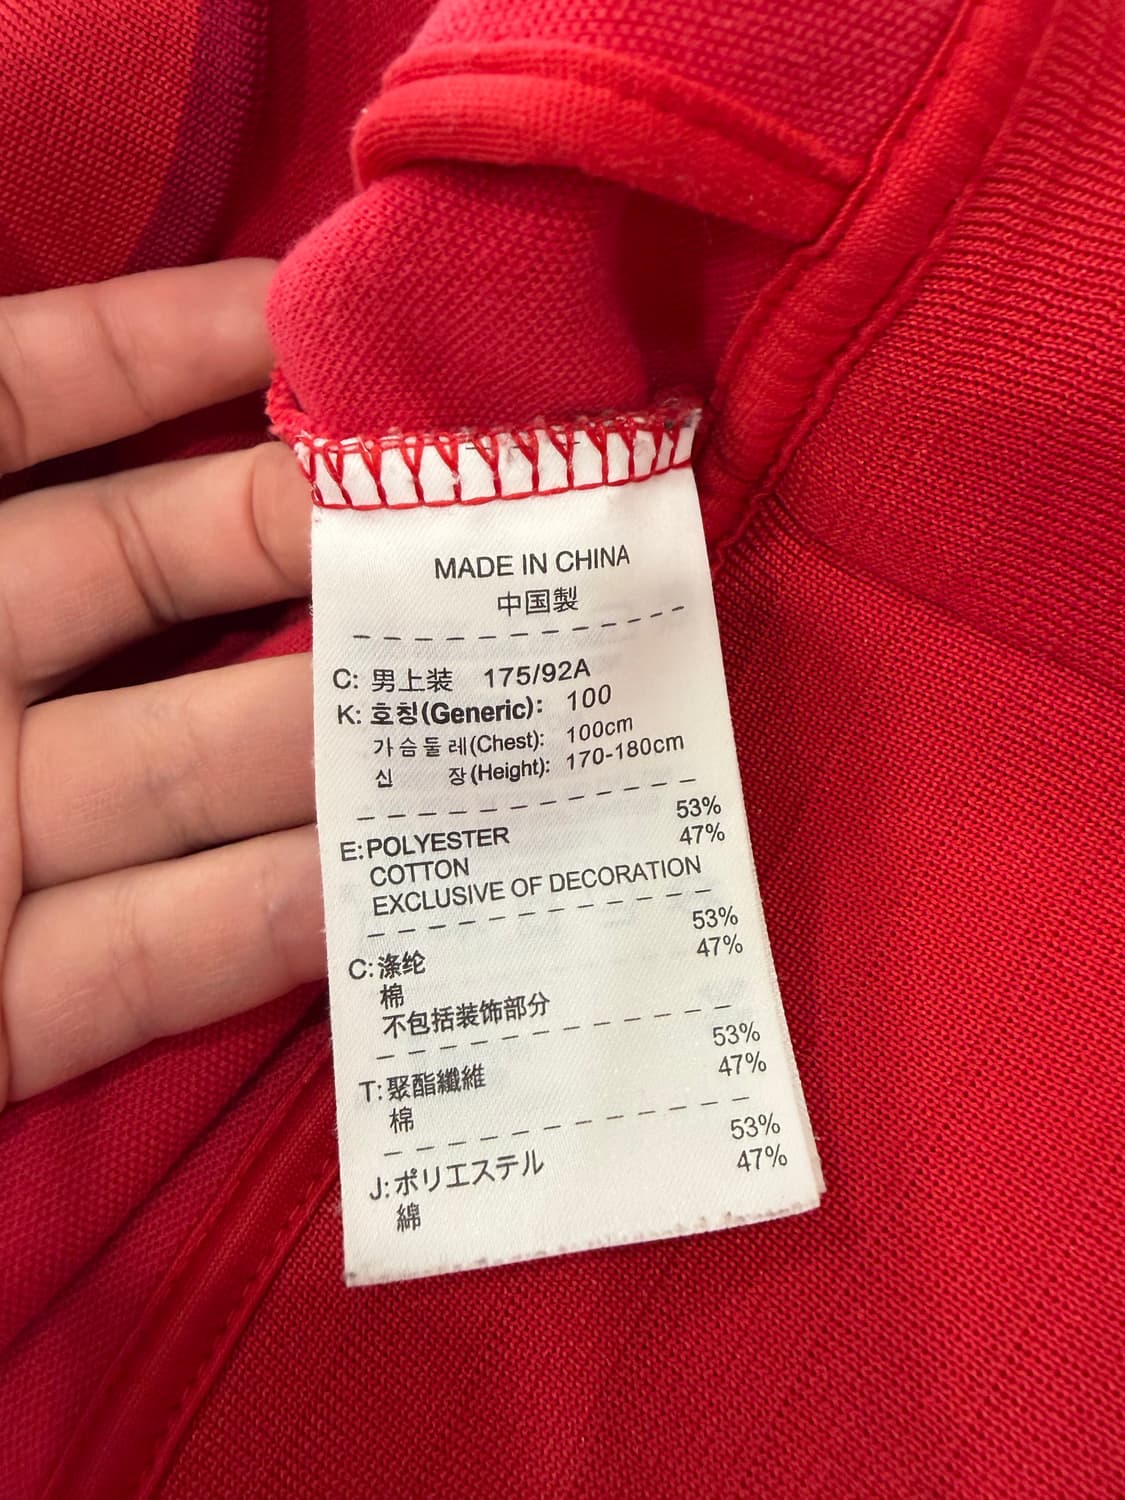 MADE IN CHINA
中国製
C: 男上装 175/92A
K: 호칭(Generic): 100
가슴둘레(Chest): 100cm
신 장(Height): 170-180cm
E:POLYESTER 53%
COTTON 47%
EXCLUSIVE OF DECORATION
C:涤纶 53%
棉 47%
不包括装饰部分
T:聚酯纖維 53%
棉 47%
J:ポリエステル 53%
綿 47%